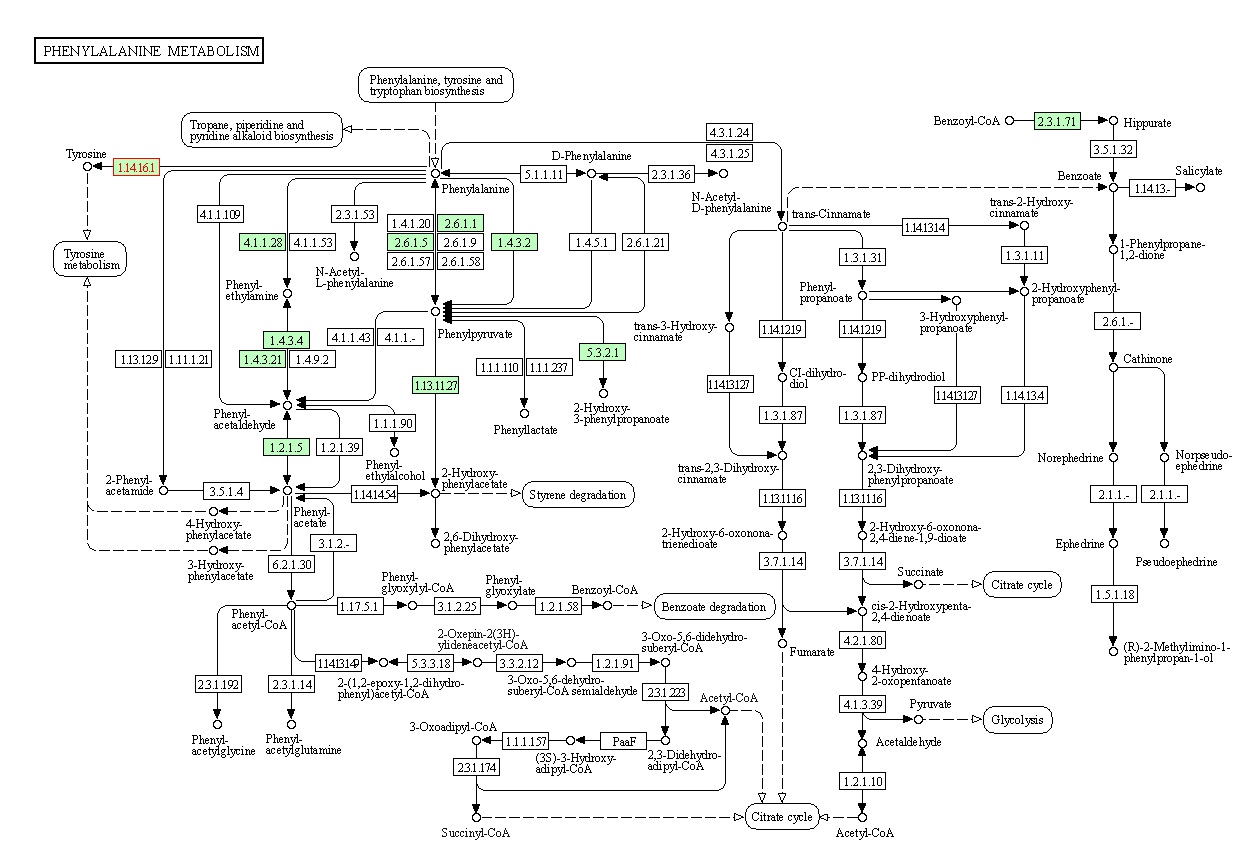 PHENYLALANINE METABOLISM
Phenylalanine, tyrosine and
tryptophan biosynthesis
Tropane, piperidine and
pyridine alkaloid biosynthesis
Benzoyl-CoA
2.3.1.71
Hippurate
4.3.1.24
4.3.1.25
3.5.1.32
Tyrosine
1.14.16.1
D-Phenylalanine
5.1.1.11
2.3.1.36
Phenylalanine
N-Acetyl-
D-phenylalanine
Benzoate
1.14.13.-
Salicylate
4.1.1.109
2.3.1.53
1.4.1.20
2.6.1.1
trans-Cinnamate
1.14.13.14
trans-2-Hydroxy-
cinnamate
4.1.1.28
4.1.1.53
2.6.1.5
2.6.1.9
1.4.3.2
1.4.5.1
2.6.1.21
2.6.1.57
2.6.1.58
N-Acetyl-
L-phenylalanine
Tyrosine
metabolism
1.3.1.31
1.3.1.11
1-Phenylpropane-
1,2-dione
Phenyl-
ethylamine
Phenyl-
propanoate
2-Hydroxyphenyl-
propanoate
3-Hydroxyphenyl-
propanoate
trans-3-Hydroxy-
cinnamate
Phenylpyruvate
2.6.1.-
1.4.3.4
4.1.1.43
4.1.1.-
1.14.12.19
1.14.12.19
1.13.12.9
1.11.1.21
1.4.3.21
1.4.9.2
5.3.2.1
1.1.1.110
1.1.1.237
Cathinone
1.13.11.27
CI-dihydro-
diol
PP-dihydrodiol
1.14.13.127
1.14.13.127
1.14.13.4
Phenyl-
acetaldehyde
1.1.1.90
Phenyllactate
2-Hydroxy-
3-phenylpropanoate
1.3.1.87
1.3.1.87
1.2.1.5
1.2.1.39
Phenyl-
ethylalcohol
2-Hydroxy-
phenylacetate
trans-2,3-Dihydroxy-
cinnamate
2,3-Dihydroxy-
phenylpropanoate
Norephedrine
Norpseudo-
ephedrine
2-Phenyl-
acetamide
3.5.1.4
1.14.14.54
Styrene degradation
1.13.11.16
1.13.11.16
2.1.1.-
2.1.1.-
Phenyl-
acetate
4-Hydroxy-
phenylacetate
3-Hydroxy-
phenylacetate
3.1.2.-
6.2.1.30
2,6-Dihydroxy-
phenylacetate
2-Hydroxy-6-oxonona-
trienedioate
2-Hydroxy-6-oxonona-
2,4-diene-1,9-dioate
Ephedrine
Pseudoephedrine
3.7.1.14
3.7.1.14
Succinate
Citrate cycle
1.5.1.18
Phenyl-
acetyl-CoA
1.17.5.1
Phenyl-
glyoxylyl-CoA
3.1.2.25
Phenyl-
glyoxylate
1.2.1.58
Benzoyl-CoA
Benzoate degradation
cis-2-Hydroxypenta-
2,4-dienoate
4.2.1.80
Fumarate
(R)-2-Methylimino-1-
phenylpropan-1-ol
1.14.13.149
2-Oxepin-2(3H)-
ylideneacetyl-CoA
5.3.3.18
3.3.2.12
1.2.1.91
3-Oxo-5,6-didehydro-
suberyl-CoA
2-(1,2-epoxy-1,2-dihydro-
phenyl)acetyl-CoA
3-Oxo-5,6-dehydro-
suberyl-CoA semialdehyde
4-Hydroxy-
2-oxopentanoate
2.3.1.192
2.3.1.14
2.3.1.223
Acetyl-CoA
4.1.3.39
Pyruvate
Glycolysis
Phenyl-
acetylglycine
Phenyl-
acetylglutamine
3-Oxoadipyl-CoA
1.1.1.157
PaaF
(3S)-3-Hydroxy-
adipyl-CoA
2,3-Didehydro-
adipyl-CoA
Acetaldehyde
2.3.1.174
1.2.1.10
Succinyl-CoA
Citrate cycle
Acetyl-CoA